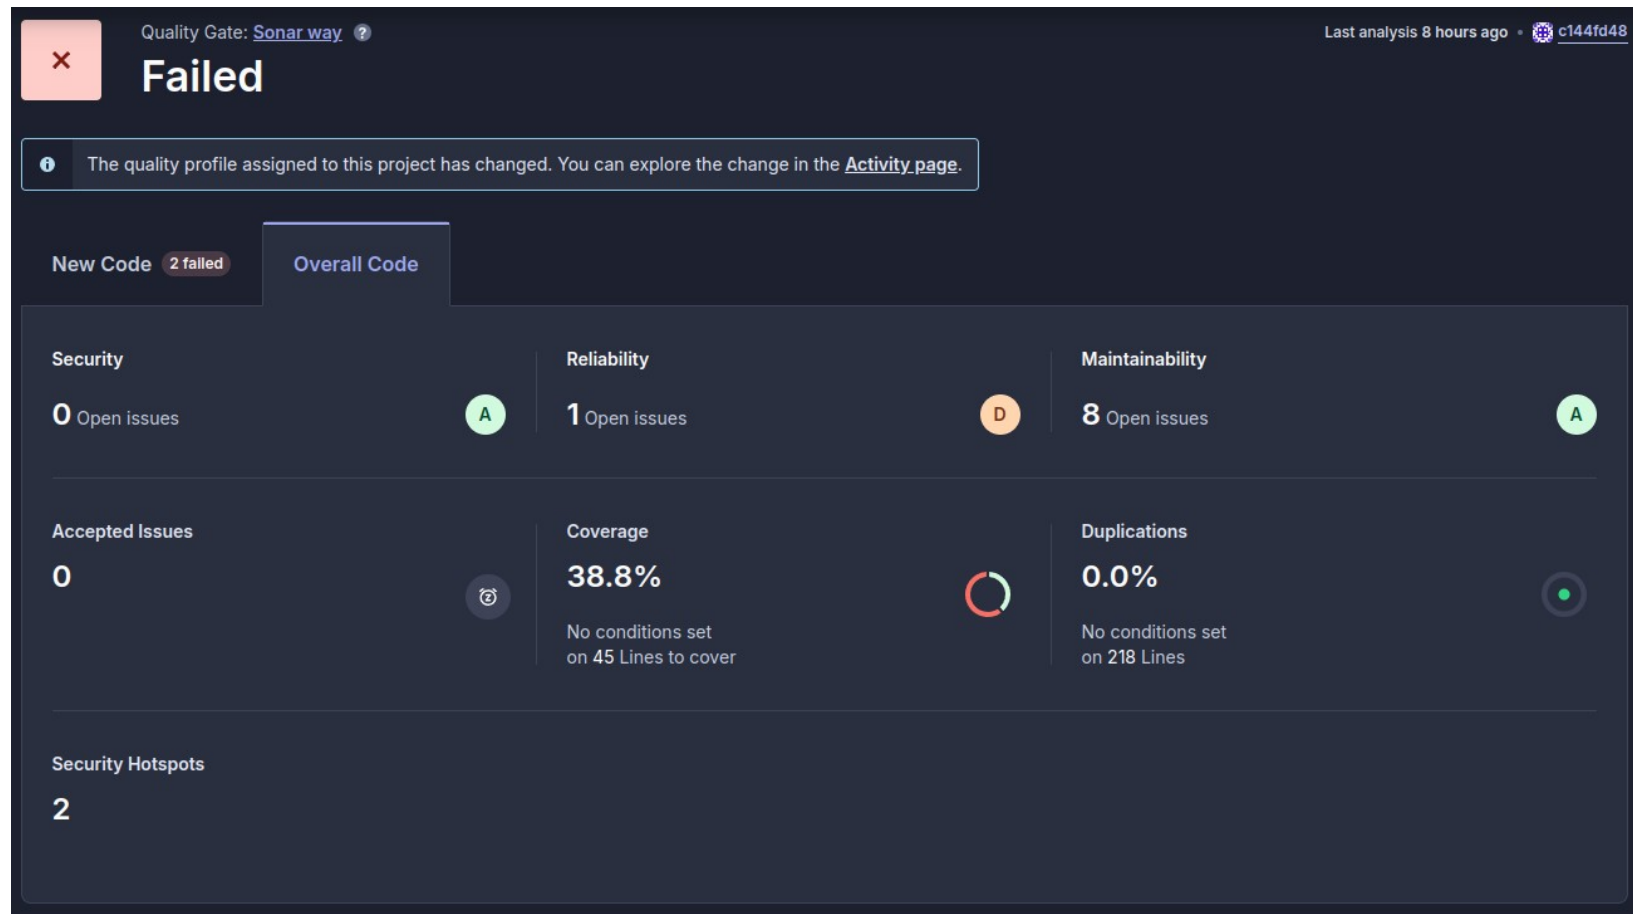 Quality Gate: Sonar way ?
Failed
Last analysis 8 hours ago • c144fd48
The quality profile assigned to this project has changed. You can explore the change in the Activity page.
New Code 2 failed
Overall Code
Security
0 Open issues
A
Reliability
1 Open issues
D
Maintainability
8 Open issues
A
Accepted Issues
0
Coverage
38.8%
No conditions set
on 45 Lines to cover
Duplications
0.0%
No conditions set
on 218 Lines
Security Hotspots
2